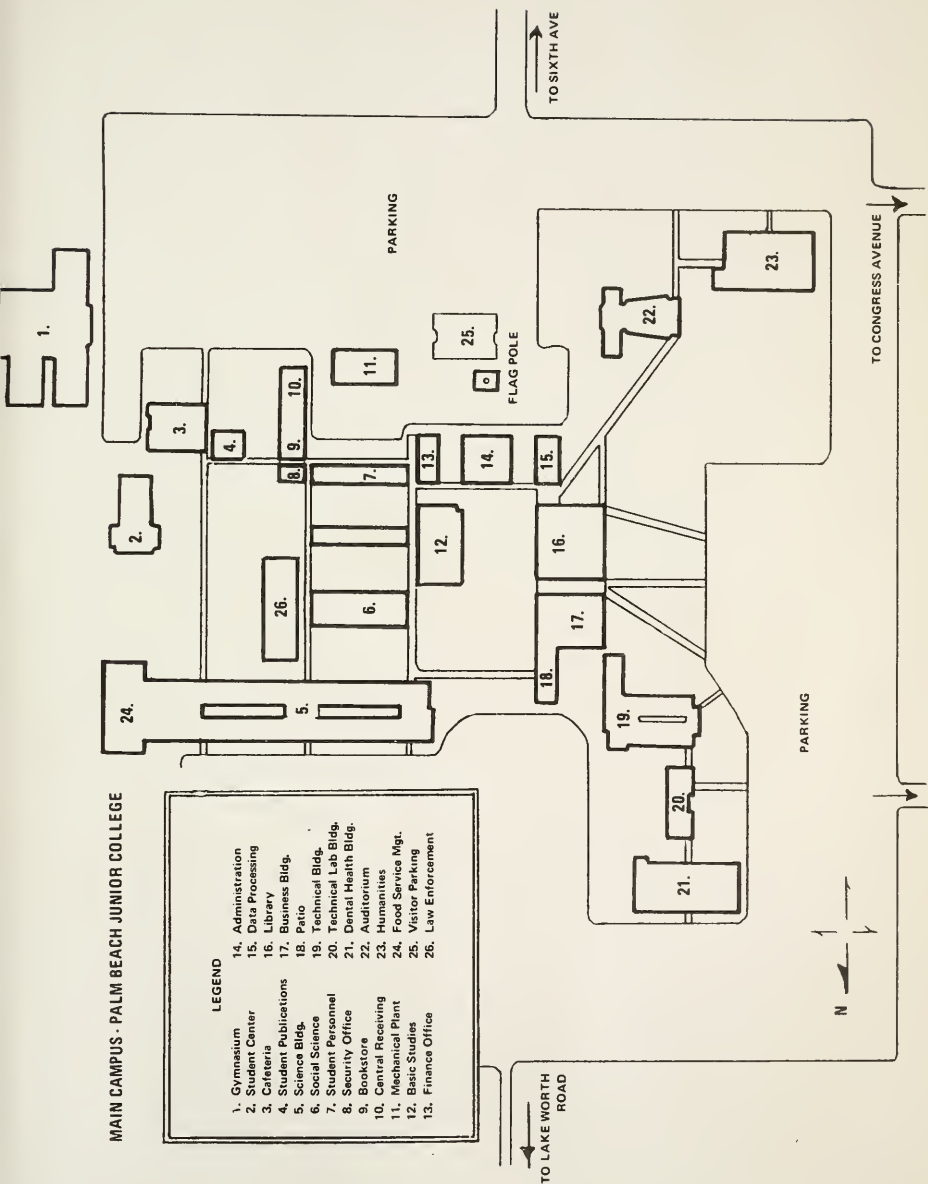 MAIN CAMPUS - PALM BEACH JUNIOR COLLEGE
LEGEND
1. Gymnasium
2. Student Center
3. Cafeteria
4. Student Publications
5. Science Bldg.
6. Social Science
7. Student Personnel
8. Security Office
9. Bookstore
10. Central Receiving
11. Mechanical Plant
12. Basic Studies
13. Finance Office
14. Administration
15. Data Processing
16. Library
17. Business Bldg.
18. Patio
19. Technical Bldg.
20. Technical Lab Bldg.
21. Dental Health Bldg.
22. Auditorium
23. Humanities
24. Food Service Mgt.
25. Visitor Parking
26. Law Enforcement
24.
5.
2.
26.
6.
3.
4.
8.
9.
10.
7.
1.
11.
PARKING
12.
13.
14.
15.
25.
FLAG POLE
TO SIXTH AVE
18.
17.
16.
19.
20.
21.
22.
23.
PARKING
N
TO LAKE WORTH
ROAD
TO CONGRESS AVENUE